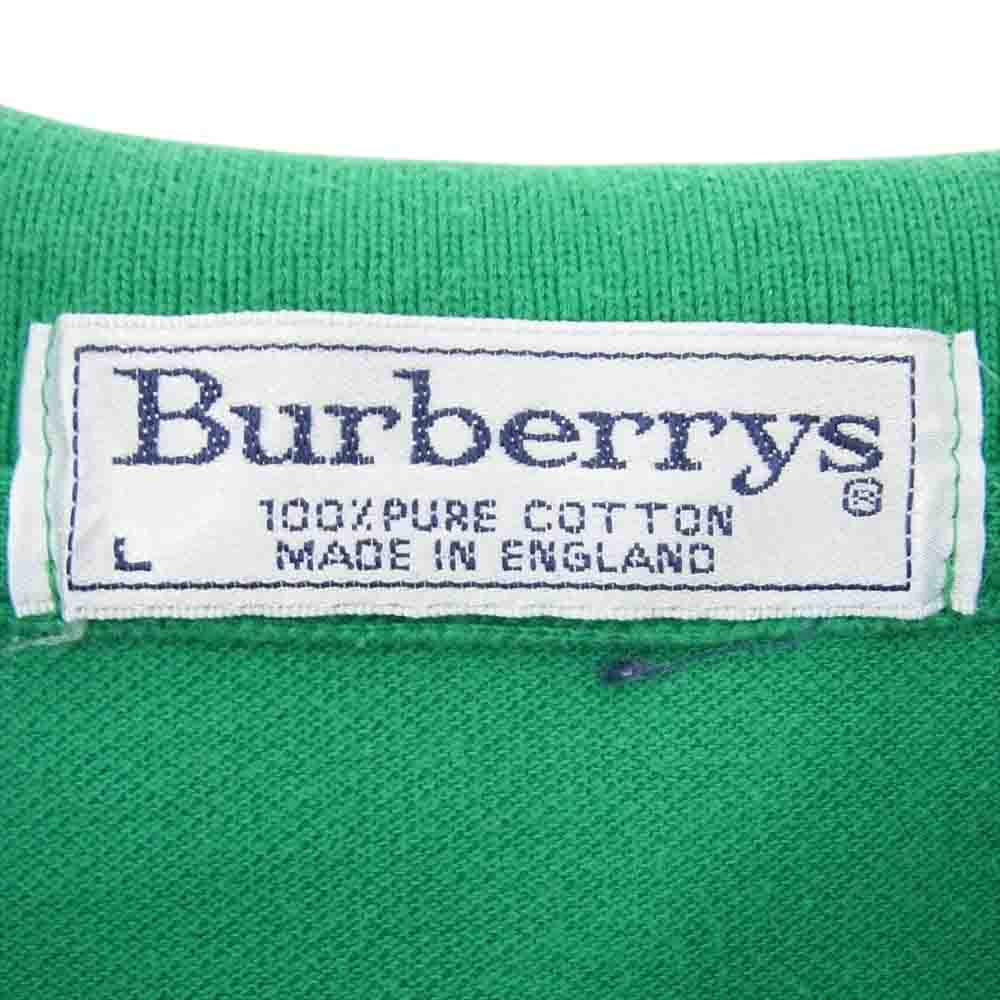 Burberrys®
100% PURE COTTON
L MADE IN ENGLAND